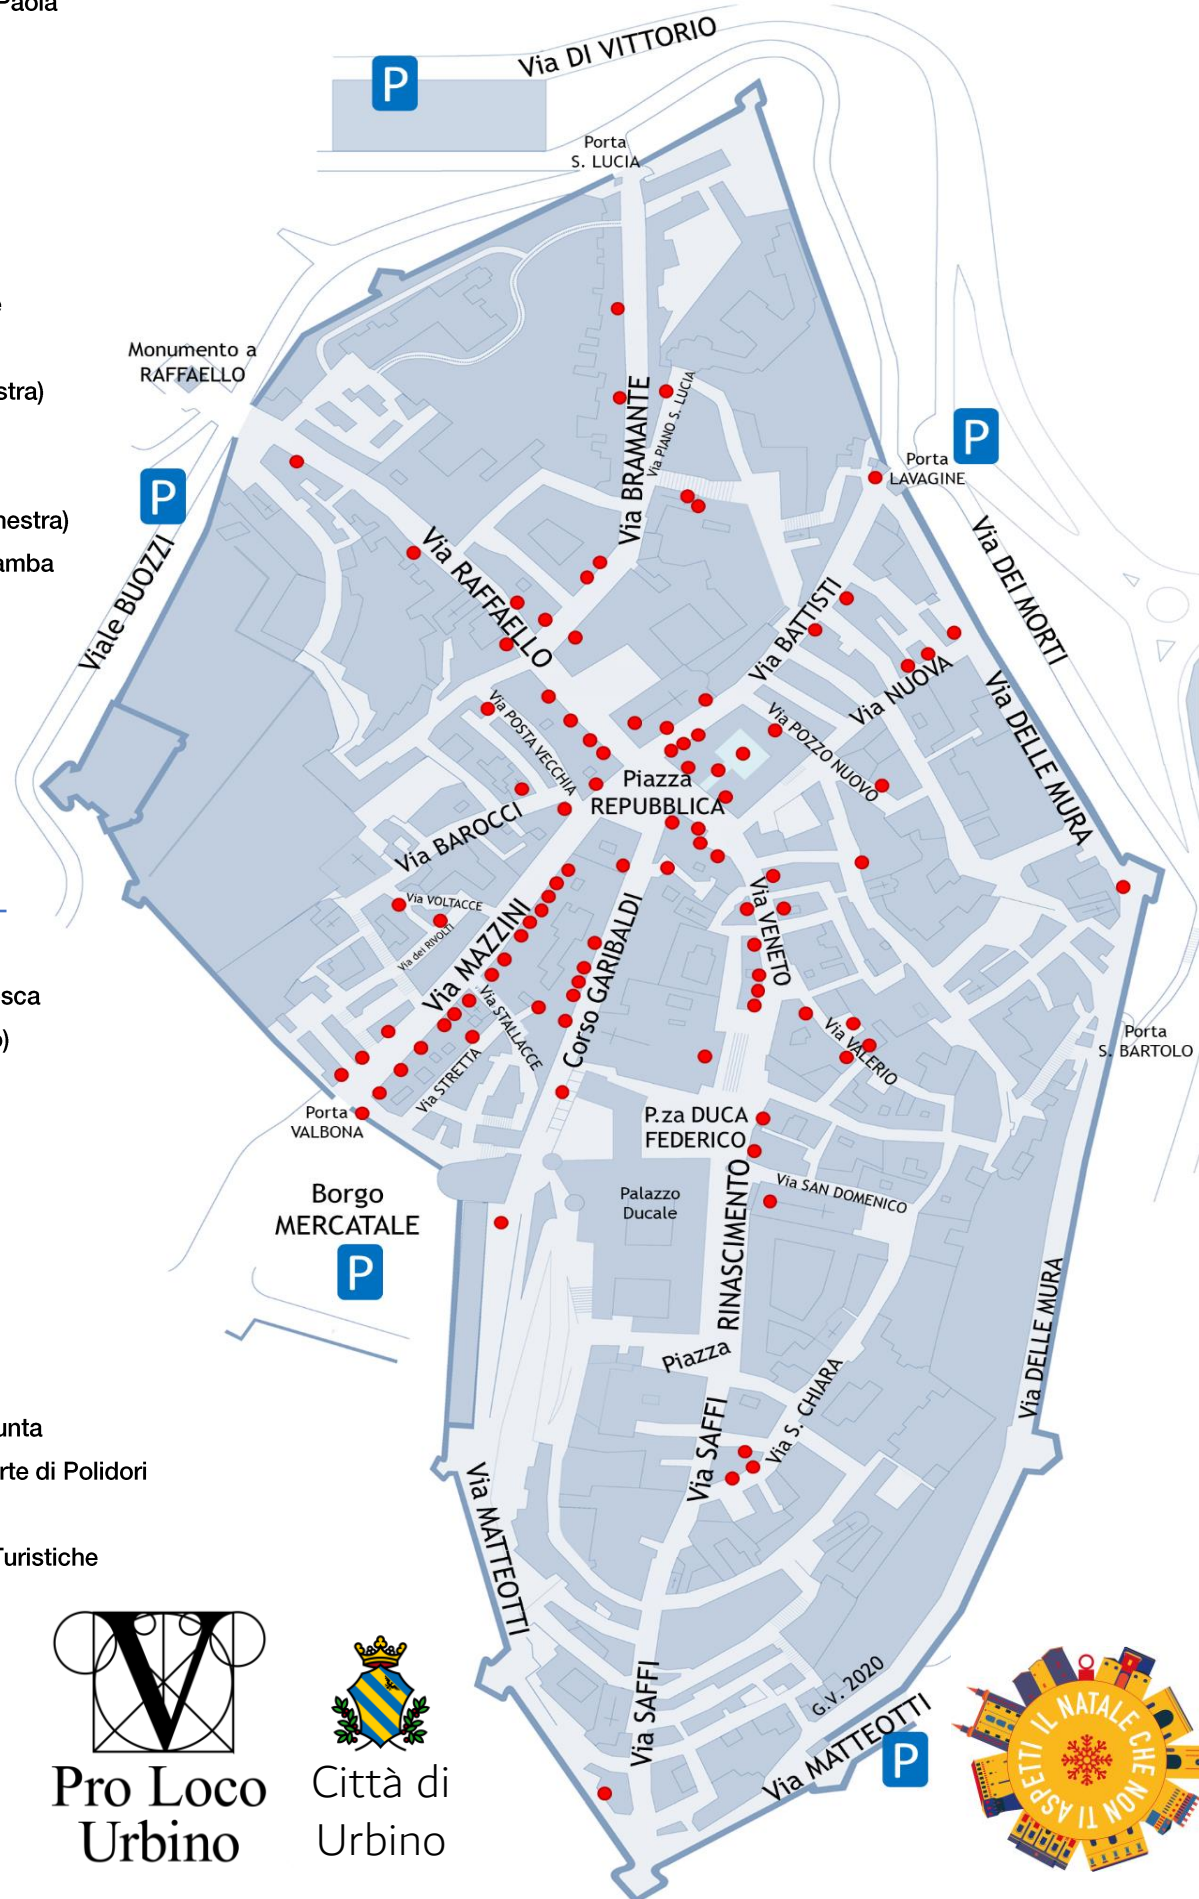 Paola
e
stra)
nestra)
amba
sca
o)
unta
rte di Polidori
Turistiche
Via DI VITTORIO
P
Porta
S. LUCIA
Monumento a
RAFFAELLO
P
Viale BUOZZI
Via BRAMANTE
Via PIANO S. LUCIA
P
Porta
LAVAGINE
Via DEI MORTI
Via RAFFAELLO
Via BATTISTI
Via NUOVA
Via DELLE MURA
Via POSTA VECCHIA
Via POZZO NUOVO
Piazza
REPUBBLICA
Via BAROCCI
Via VOLTACCE
Via dei RIVOLTI
Via MAZZINI
Corso GARIBALDI
Via VENETO
Via STALLACCE
Via STRETTA
Via VALERIO
Porta
S. BARTOLO
Porta
VALBONA
P.za DUCA
FEDERICO
Via SAN DOMENICO
Borgo
MERCATALE
P
Palazzo
Ducale
RINASCIMENTO
Piazza
Via DELLE MURA
Via S. CHIARA
Via SAFFI
Via MATTEOTTI
Via SAFFI
G.V. 2020
Via MATTEOTTI
P
Pro Loco
Urbino
Città di
Urbino
IL NATALE CHE NON TI ASPETTI